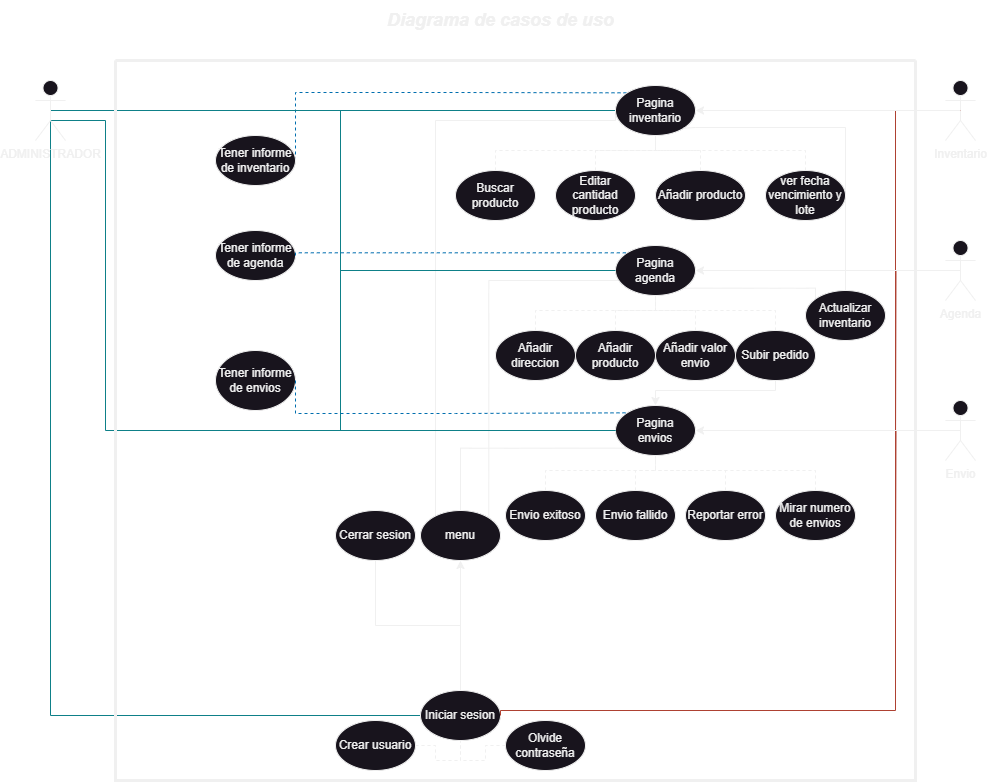 Diagrama de casos de uso
Pagina
inventario
Tener informe
de inventario
ADMINISTRADOR
Inventario
Buscar
producto
Editar
cantidad
producto
Añadir producto
ver fecha
vencimiento y
lote
Tener informe
de agenda
Pagina
agenda
Agenda
Actualizar
inventario
Añadir
direccion
Añadir
producto
Añadir valor
envio
Subir pedido
Tener informe
de envios
Pagina
envios
Envio
Envio exitoso
Envio fallido
Reportar error
Mirar numero
de envios
Cerrar sesion
menu
Iniciar sesion
Crear usuario
Olvide
contraseña